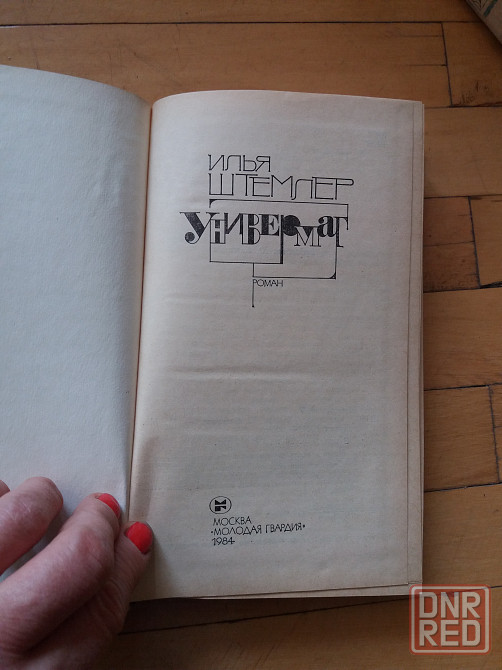 ИЛЬЯ
ШТЕМЛЕР
УНИВЕРМАГ
РОМАН
МОСКВА
«МОЛОДАЯ ГВАРДИЯ»
1984
DNR
RED